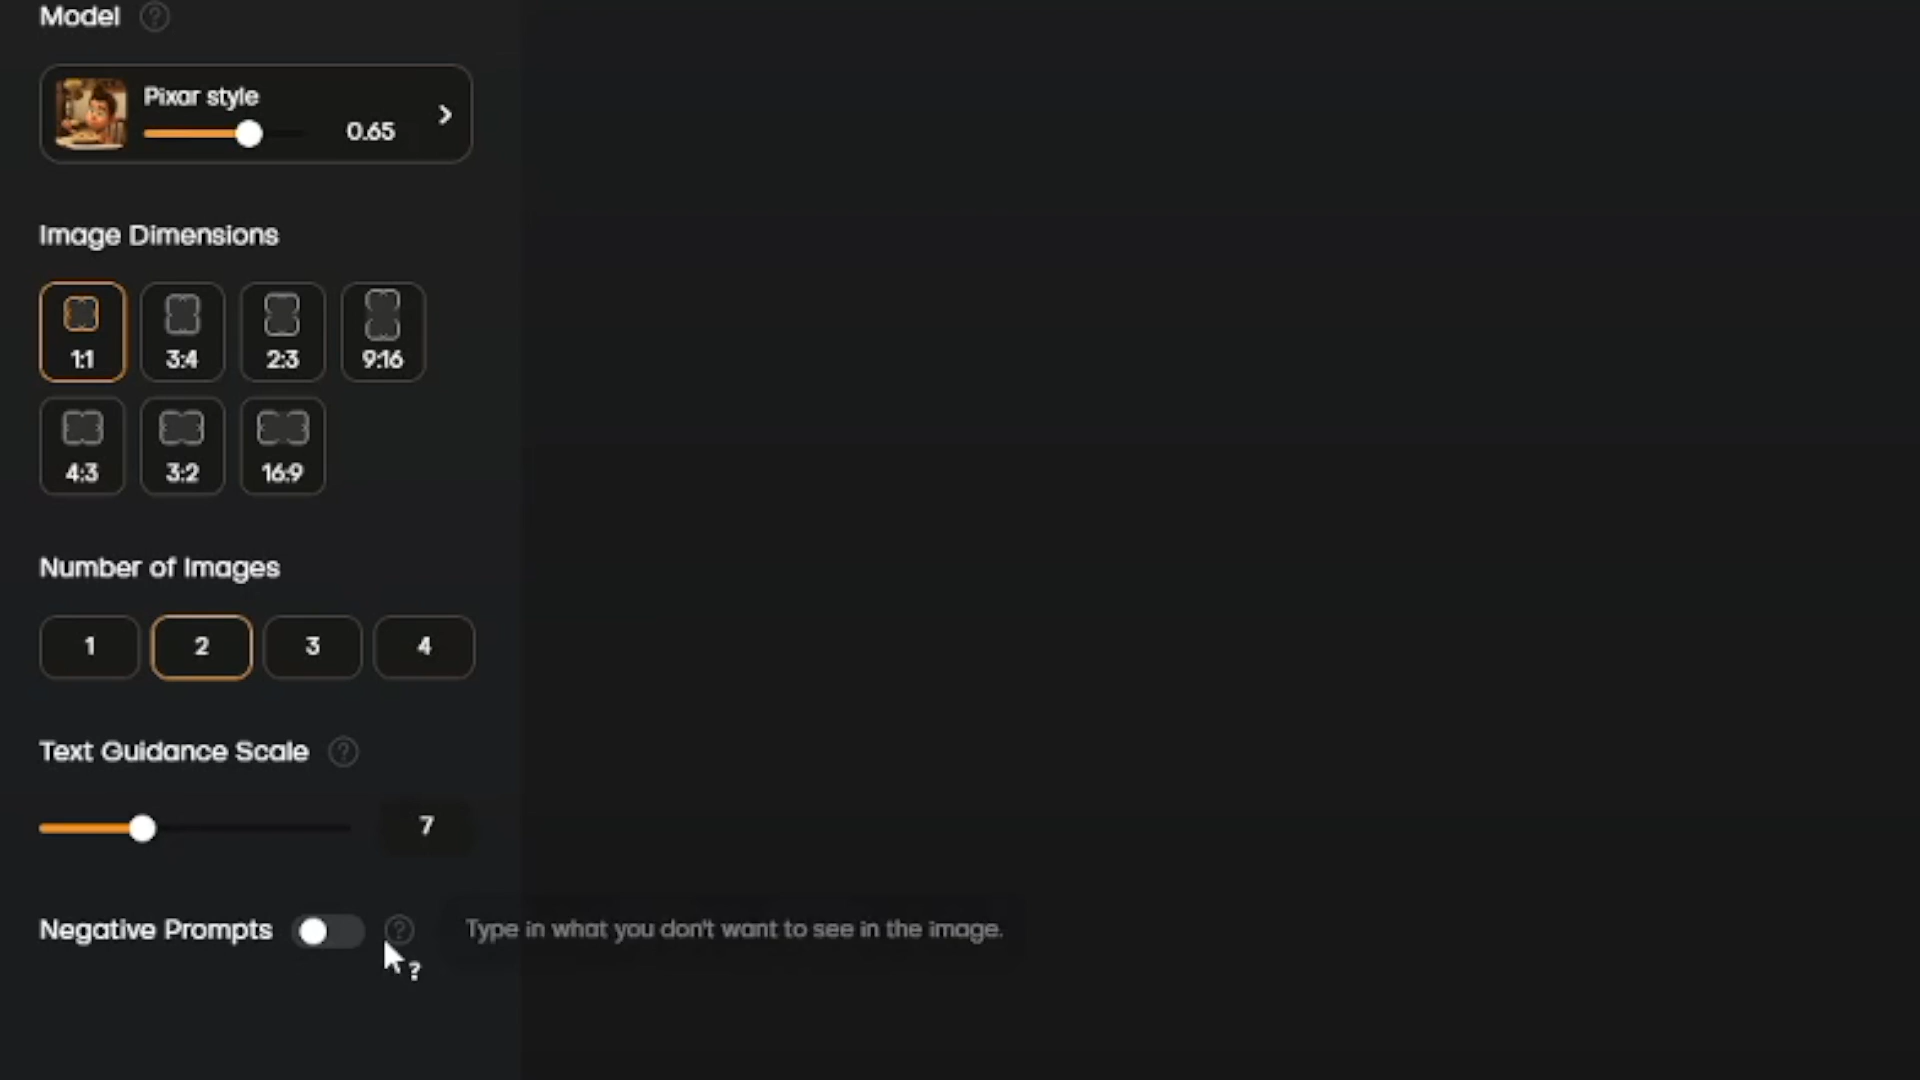 Model ?
Pixar style
0.65
Image Dimensions
1:1 3:4 2:3 9:16
4:3 3:2 16:9
Number of Images
1 2 3 4
Text Guidance Scale ?
7
Negative Prompts ? Type in what you don't want to see in the image.
?